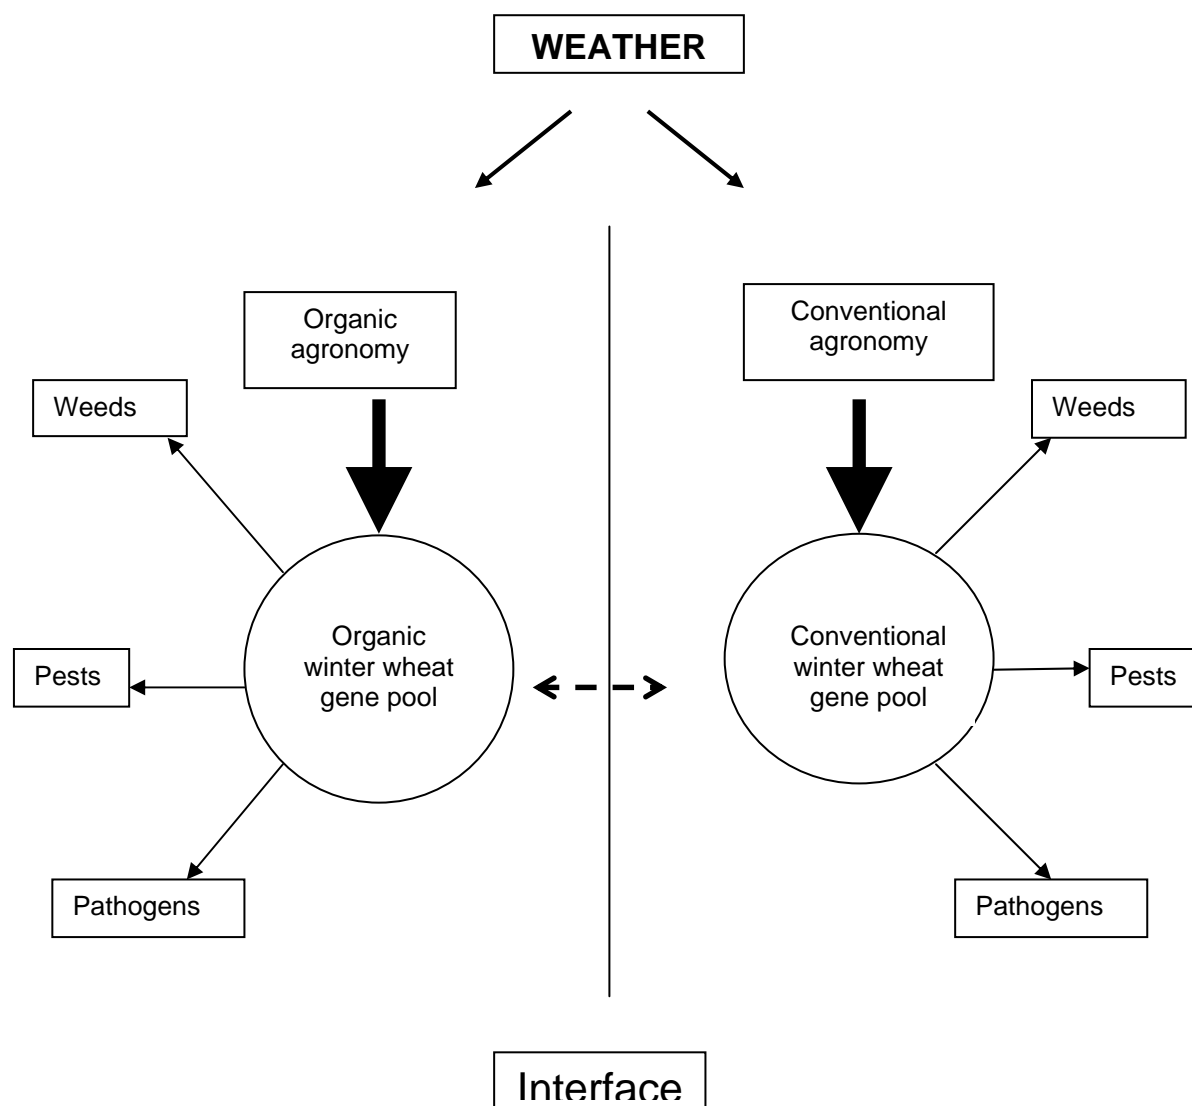 WEATHER
Organic
agronomy
Conventional
agronomy
Weeds
Weeds
Organic
winter wheat
gene pool
Conventional
winter wheat
gene pool
Pests
Pests
Pathogens
Pathogens
Interface